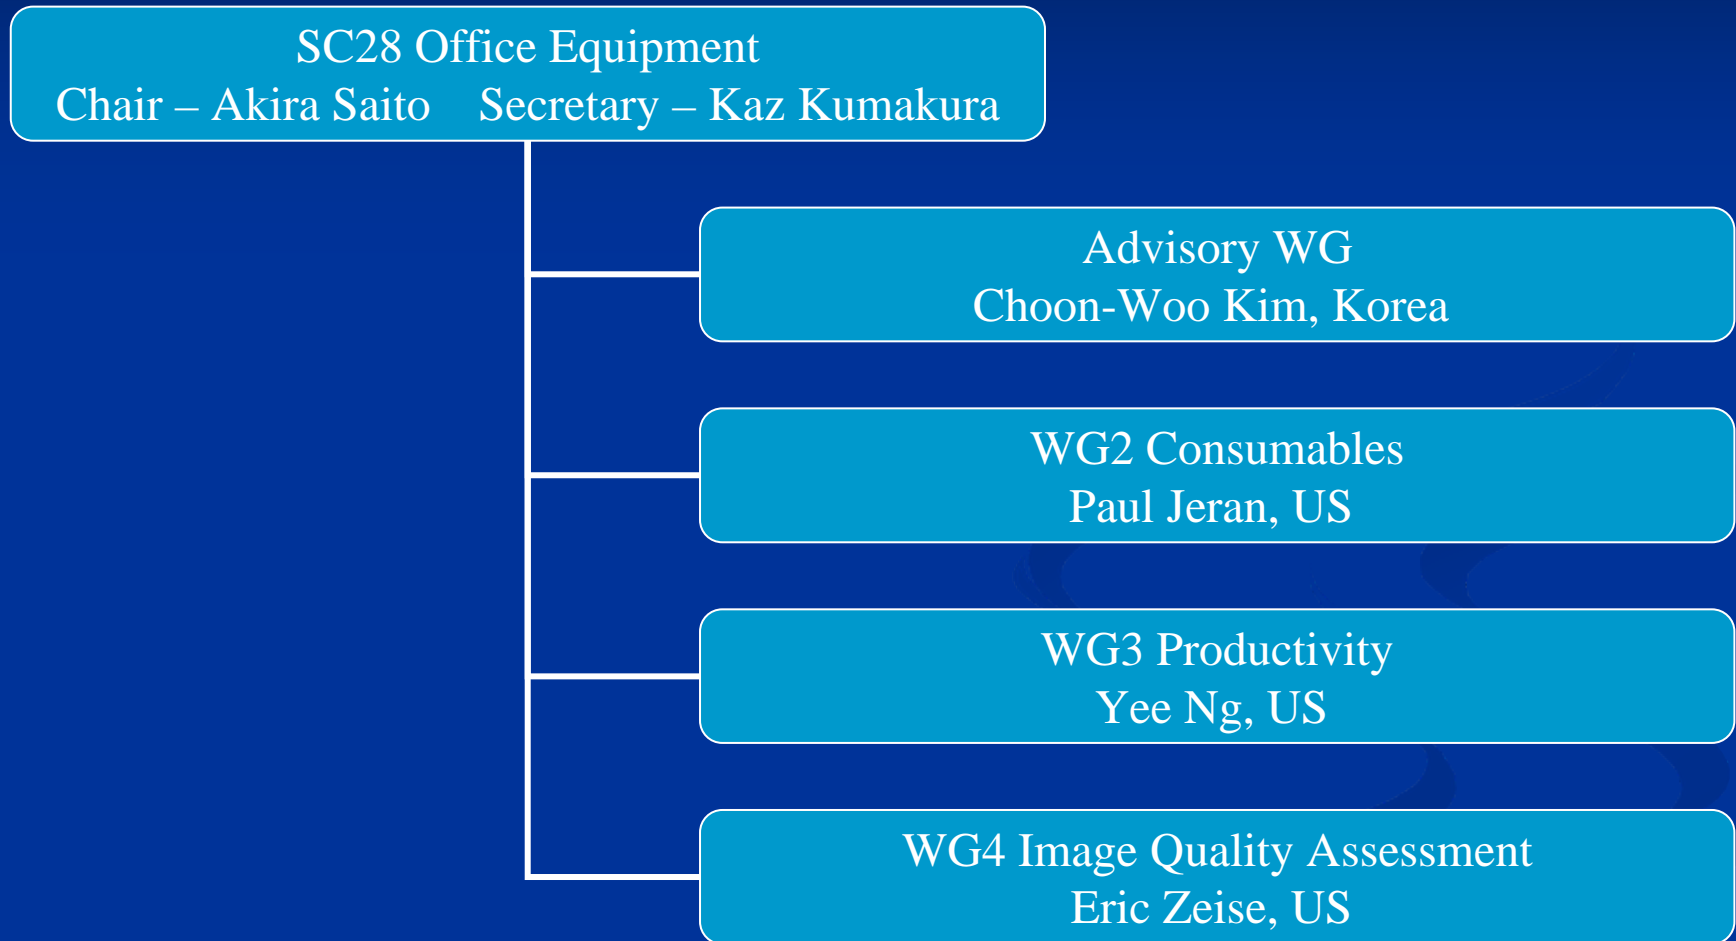 SC28 Office Equipment
Chair – Akira Saito Secretary – Kaz Kumakura
Advisory WG
Choon-Woo Kim, Korea
WG2 Consumables
Paul Jeran, US
WG3 Productivity
Yee Ng, US
WG4 Image Quality Assessment
Eric Zeise, US